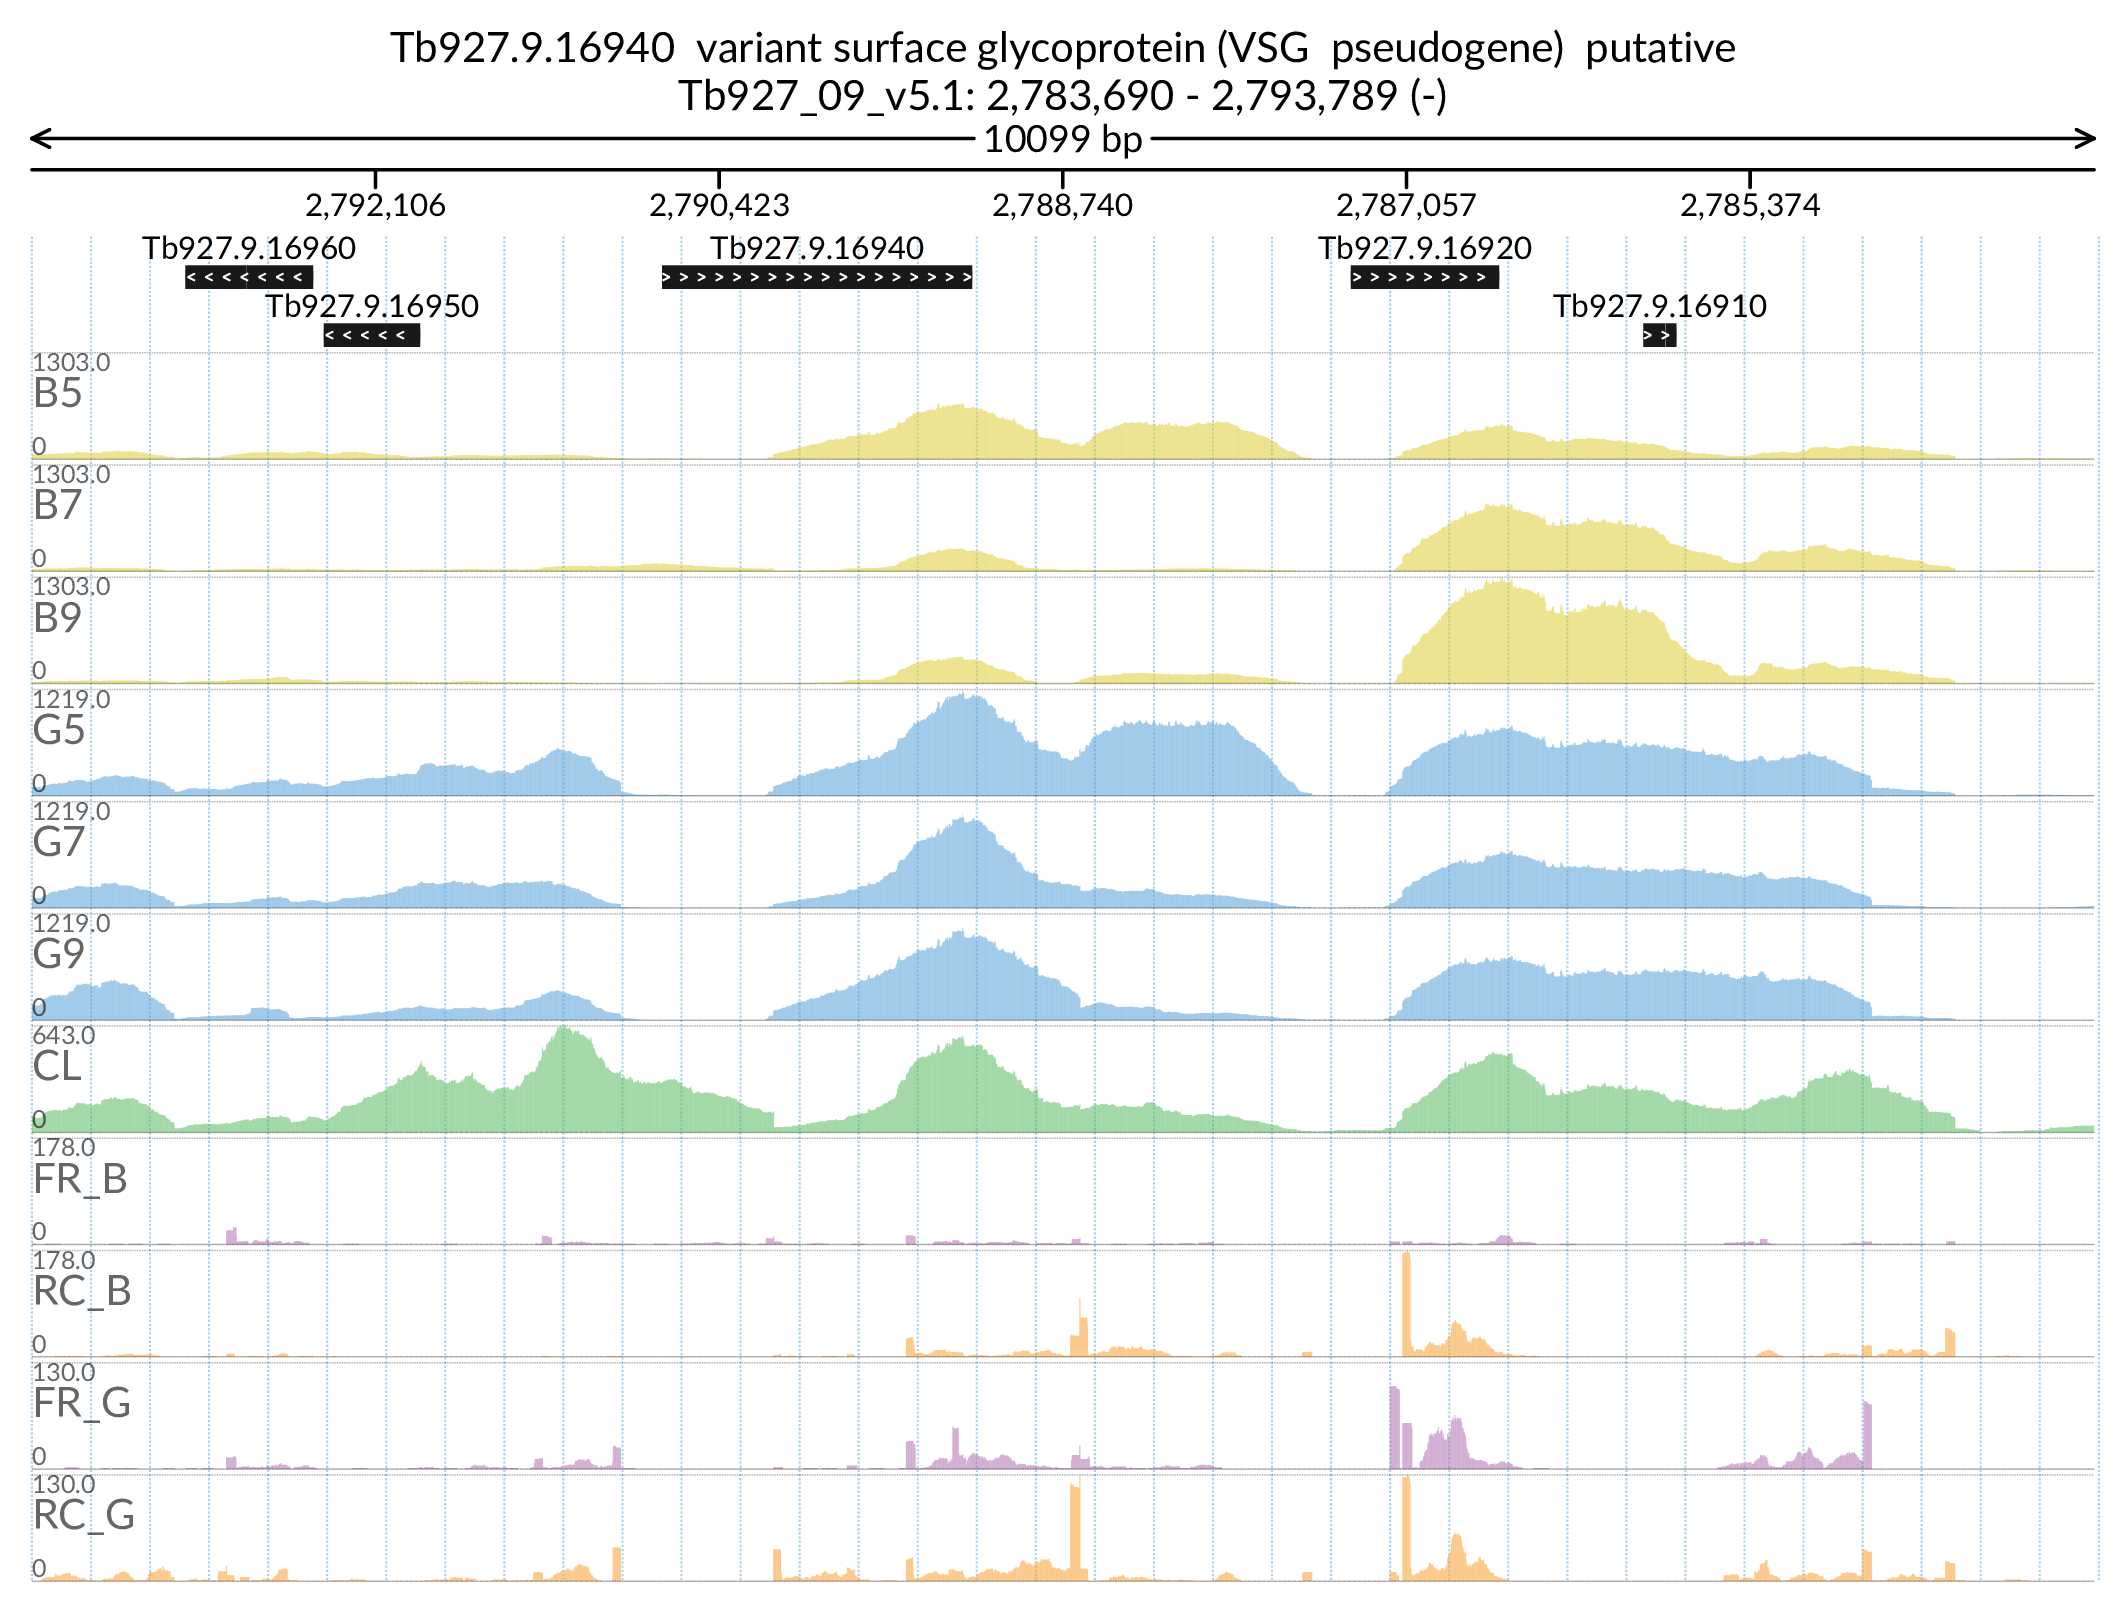 Tb927.9.16940 variant surface glycoprotein (VSG pseudogene) putative
Tb927_09_v5.1: 2,783,690 - 2,793,789 (-)
10099 bp
2,792,106 2,790,423 2,788,740 2,787,057 2,785,374
Tb927.9.16960 Tb927.9.16940 Tb927.9.16920
Tb927.9.16950 Tb927.9.16910
1303.0
B5
0
1303.0
B7
0
1303.0
B9
0
1219.0
G5
0
1219.0
G7
0
1219.0
G9
0
643.0
CL
0
178.0
FR_B
0
178.0
RC_B
0
130.0
FR_G
0
130.0
RC_G
0